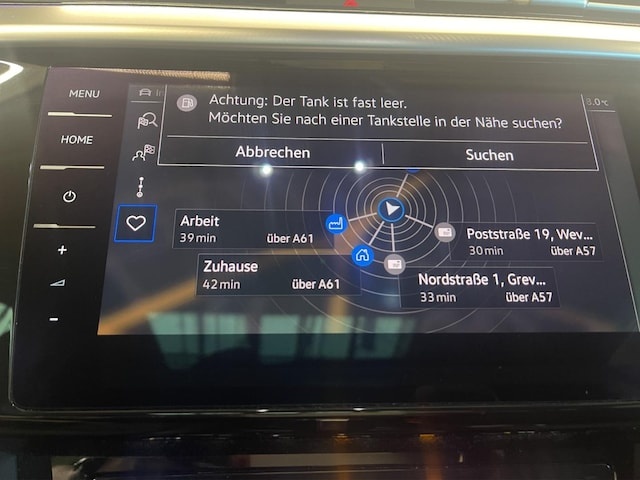 MENU
HOME
Achtung: Der Tank ist fast leer.
Möchten Sie nach einer Tankstelle in der Nähe suchen?
Abbrechen
Suchen
Arbeit
39 min über A61
Zuhause
42 min über A61
Poststraße 19, Wev...
30 min über A57
Nordstraße 1, Grev...
33 min über A57
+
-